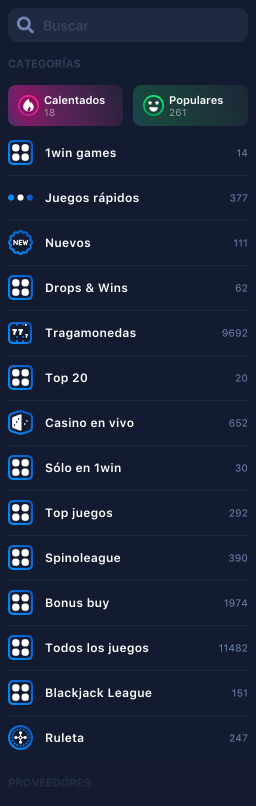 Buscar
CATEGORÍAS
Calentados
18
Populares
261
1win games 14
Juegos rápidos 377
NEW Nuevos 111
Drops & Wins 62
77 Tragamonedas 9692
Top 20 20
Casino en vivo 652
Sólo en 1win 30
Top juegos 292
Spinoleague 390
Bonus buy 1974
Todos los juegos 11482
Blackjack League 151
Ruleta 247
PROVEEDORES